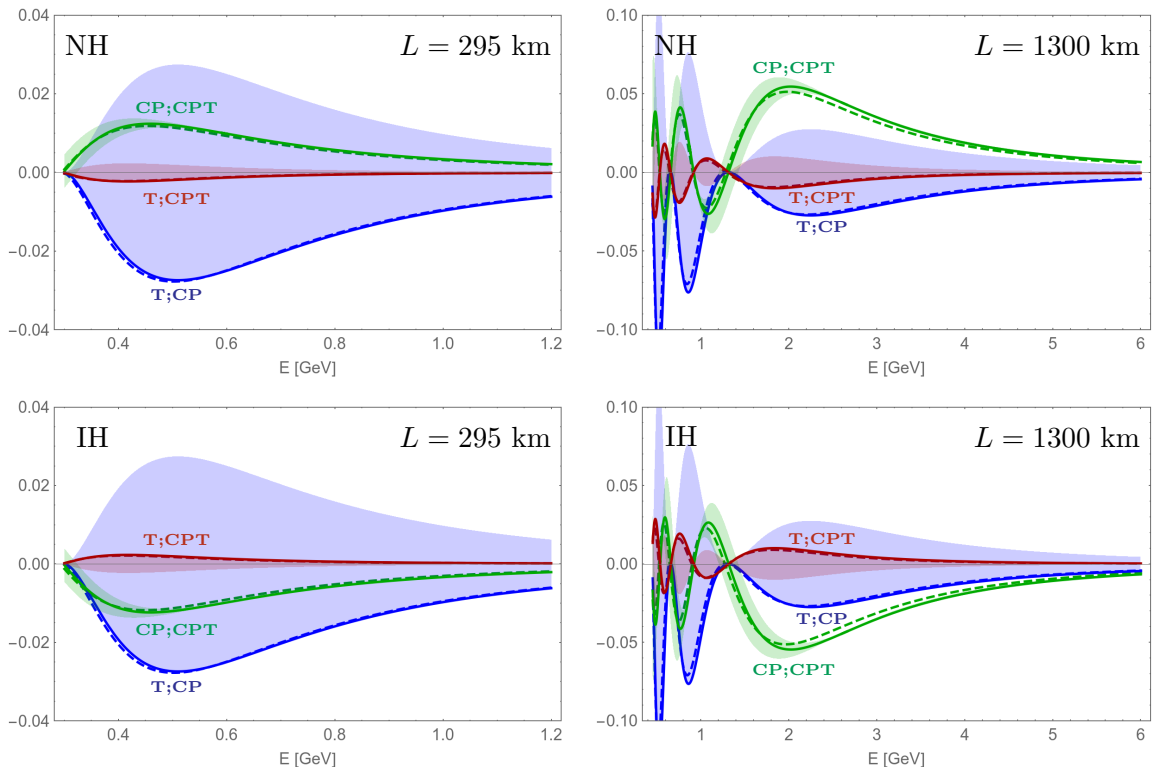 NH
L = 295 km
CP;CPT
T;CPT
T;CP
0.04
0.02
0.00
−0.02
−0.04
0.4
0.6
0.8
1.0
1.2
E [GeV]
NH
L = 1300 km
CP;CPT
T;CPT
T;CP
0.10
0.05
0.00
−0.05
−0.10
1
2
3
4
5
6
E [GeV]
IH
L = 295 km
T;CPT
CP;CPT
T;CP
0.04
0.02
0.00
−0.02
−0.04
0.4
0.6
0.8
1.0
1.2
E [GeV]
IH
L = 1300 km
T;CPT
T;CP
CP;CPT
0.10
0.05
0.00
−0.05
−0.10
1
2
3
4
5
6
E [GeV]